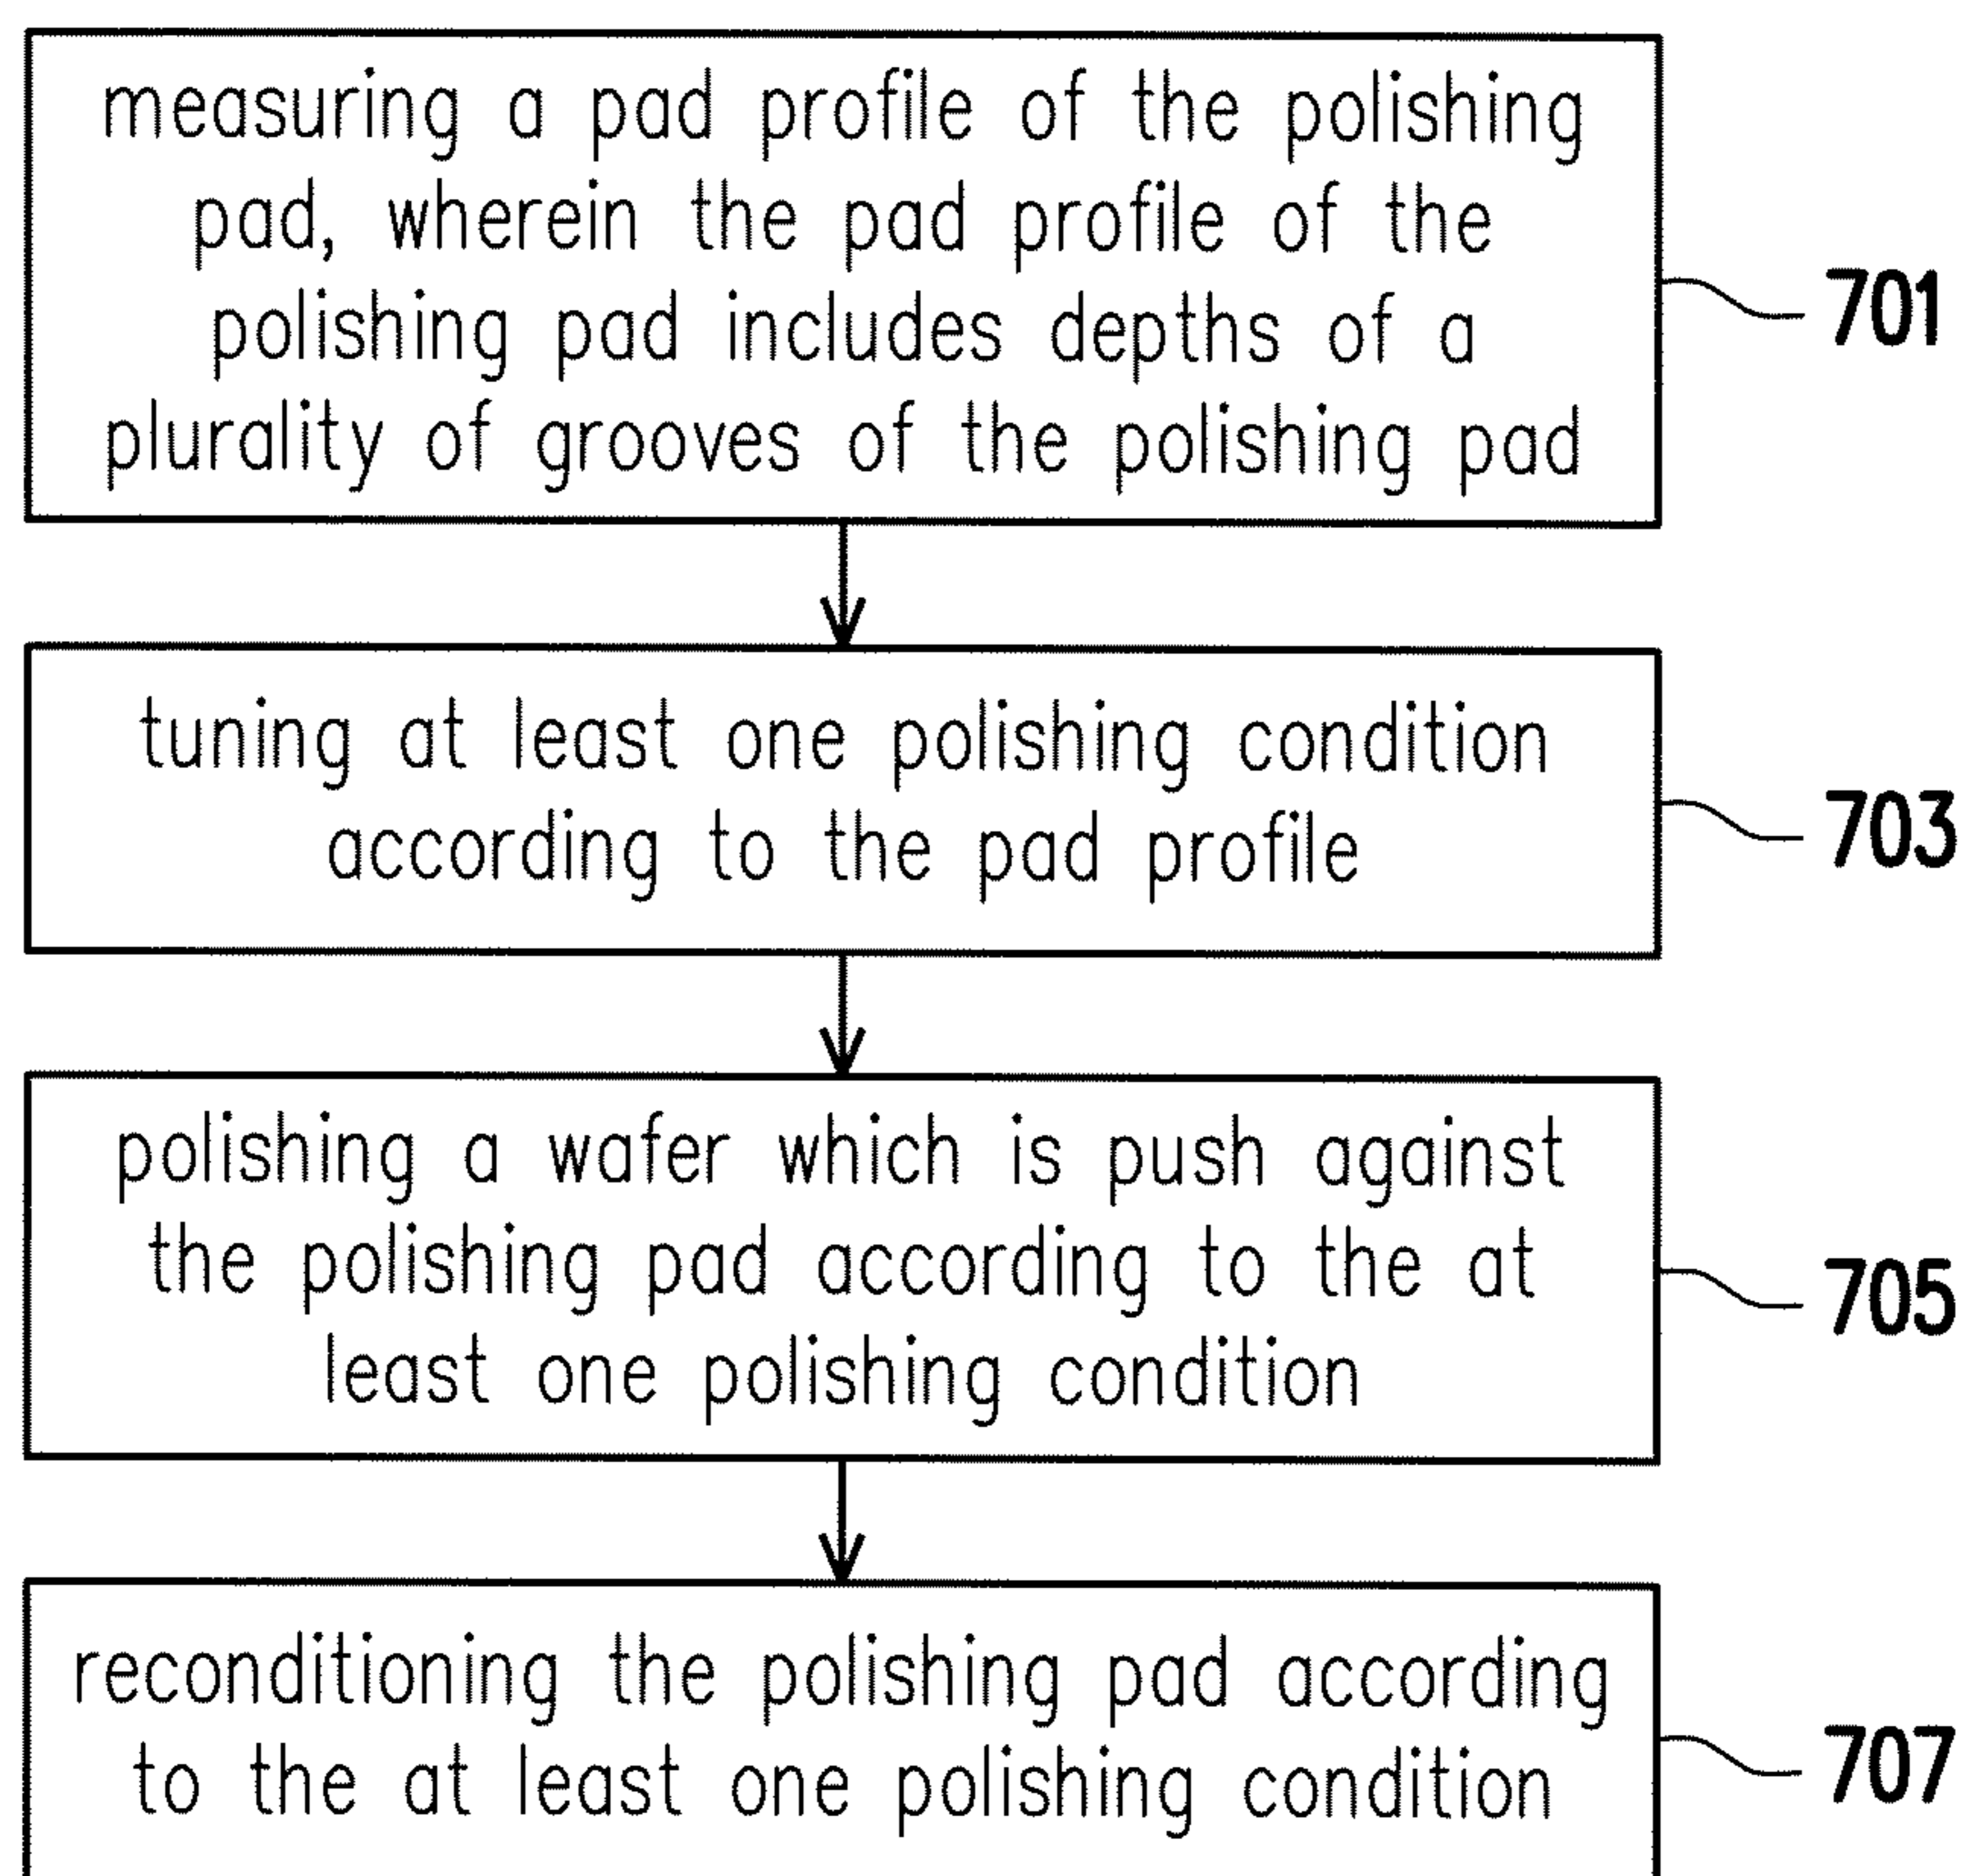 measuring a pad profile of the polishing
pad, wherein the pad profile of the
polishing pad includes depths of a
plurality of grooves of the polishing pad
701
tuning at least one polishing condition
according to the pad profile
703
polishing a wafer which is push against
the polishing pad according to the at
least one polishing condition
705
reconditioning the polishing pad according
to the at least one polishing condition
707